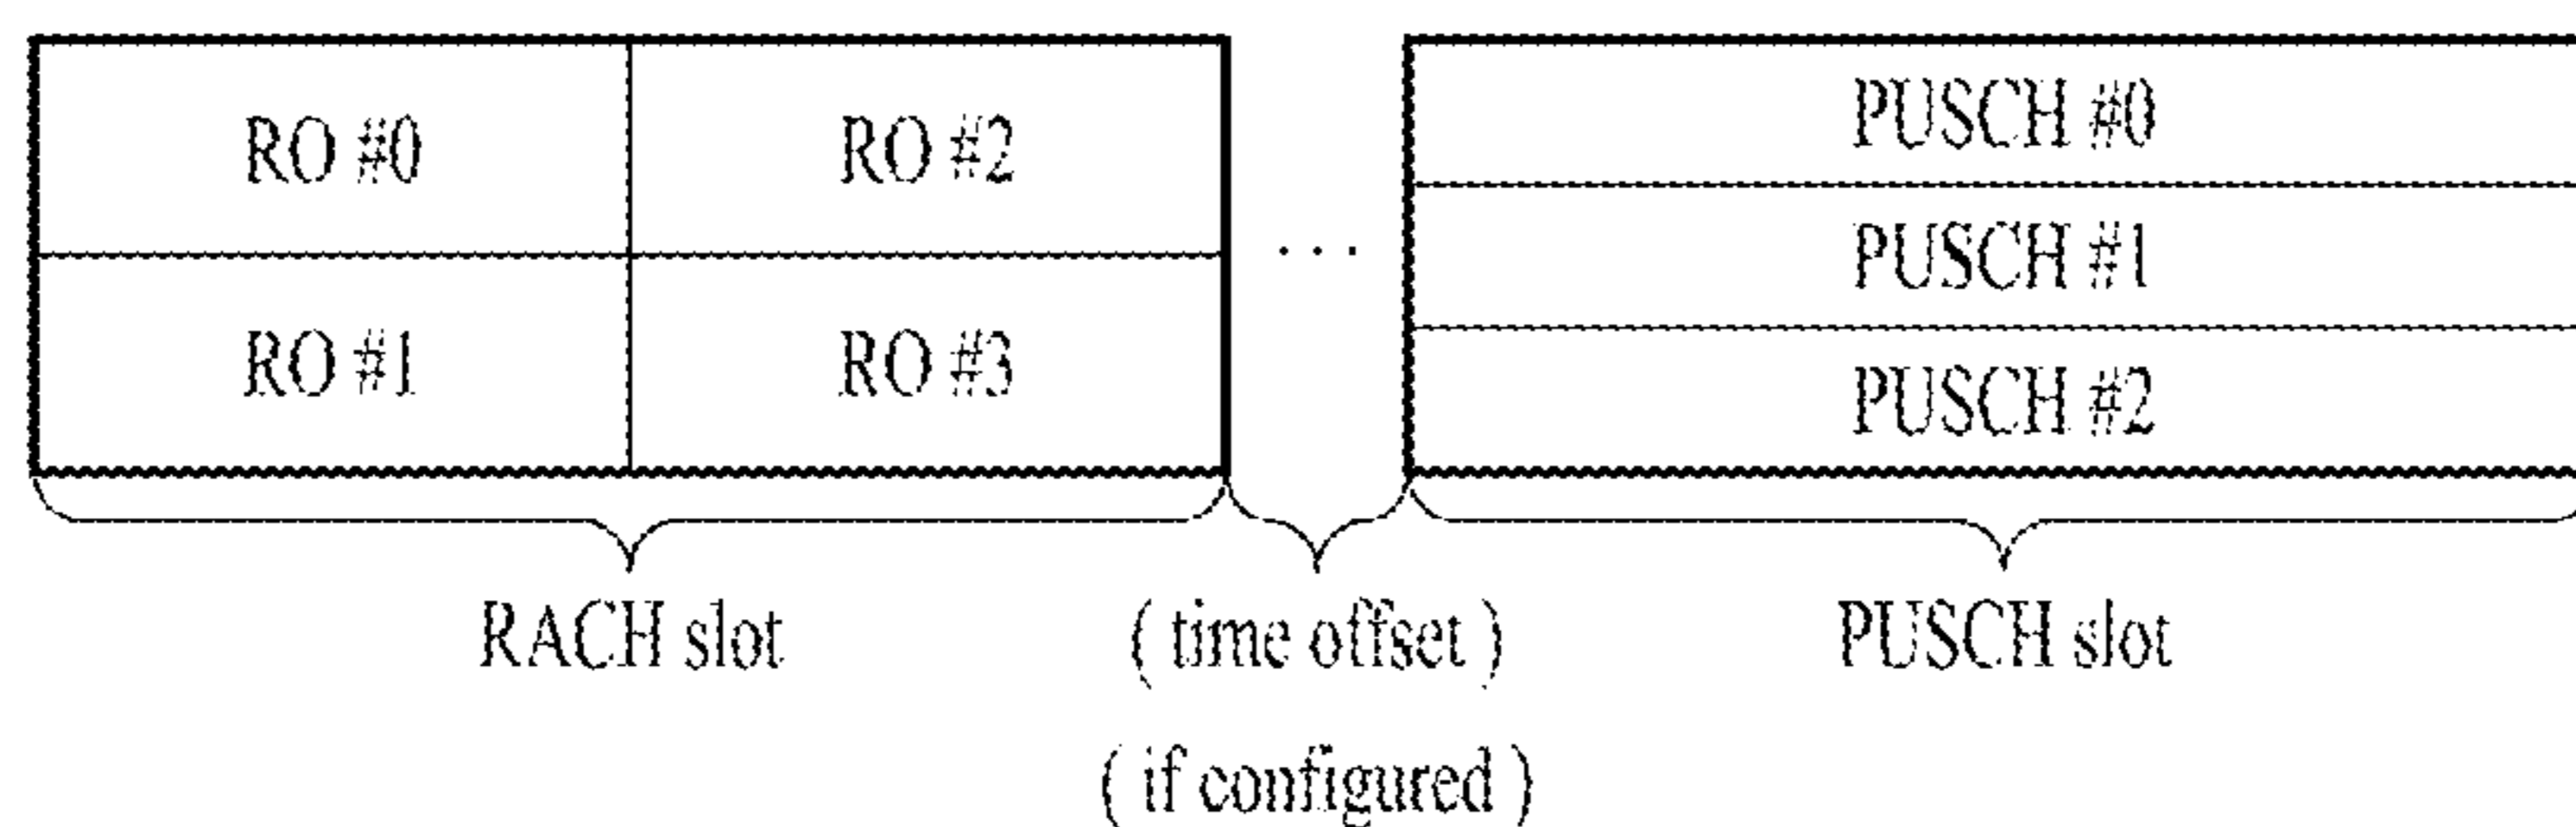 RO #0
RO #2
RO #1
RO #3
...
PUSCH #0
PUSCH #1
PUSCH #2
RACH slot
( time offset )
( if configured )
PUSCH slot